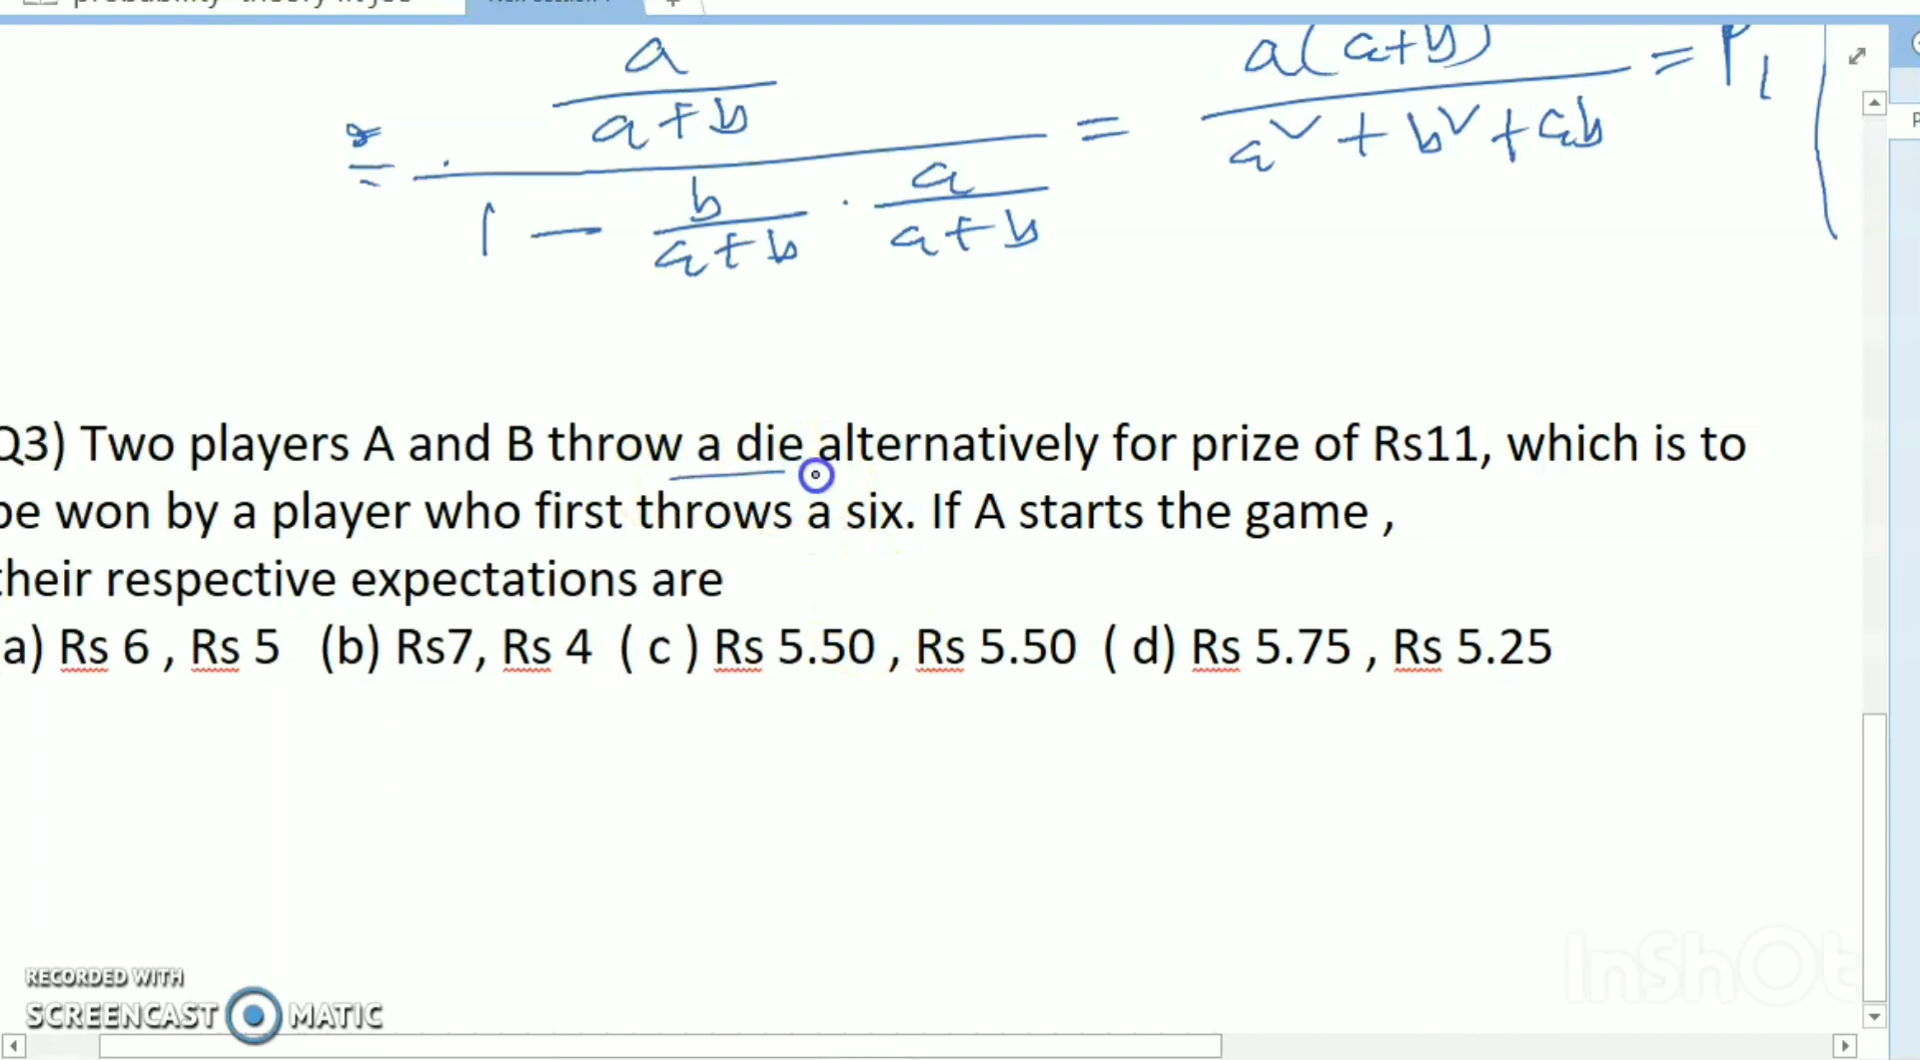 a a(a+b) = P1
a+b
= =
1 - b/a+b . a/a+b a² + b² + ab
Q3) Two players A and B throw a die alternatively for prize of Rs11, which is to
be won by a player who first throws a six. If A starts the game ,
their respective expectations are
a) Rs 6 , Rs 5 (b) Rs7, Rs 4 ( c ) Rs 5.50 , Rs 5.50 ( d) Rs 5.75 , Rs 5.25
RECORDED WITH
SCREENCAST MATIC
InShOt